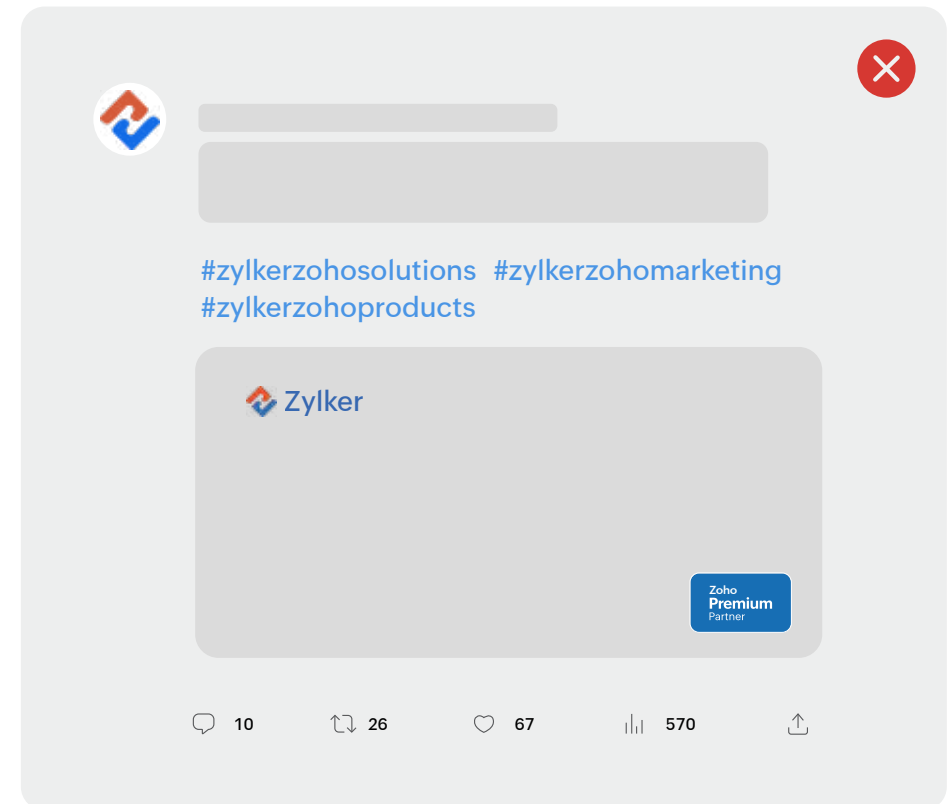 #zylkerzohosolutions #zylkerzohomarketing
#zylkerzohoproducts
Zylker
Zoho
Premium
Partner
10 26 67 570